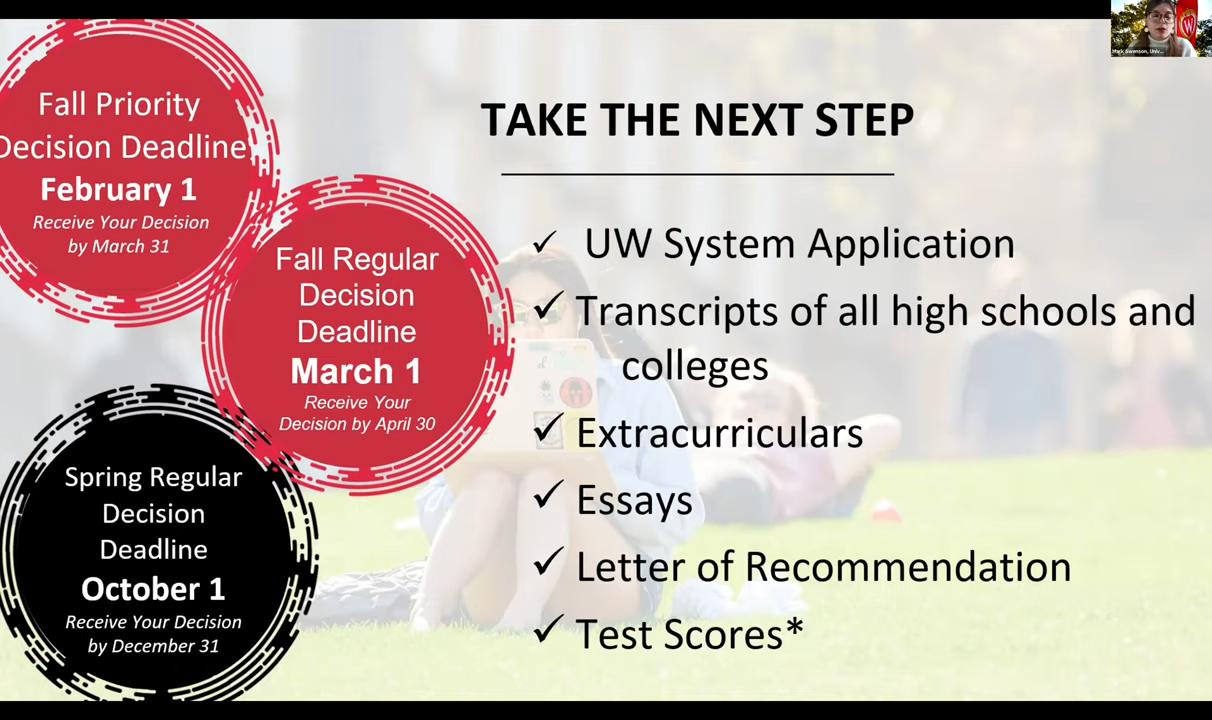 Fall Priority
Decision Deadline
February 1
Receive Your Decision
by March 31
Fall Regular
Decision
Deadline
March 1
Receive Your
Decision by April 30
Spring Regular
Decision
Deadline
October 1
Receive Your Decision
by December 31
TAKE THE NEXT STEP
UW System Application
Transcripts of all high schools and
colleges
Extracurriculars
Essays
Letter of Recommendation
Test Scores*
W
Mark Swenson, Univ...